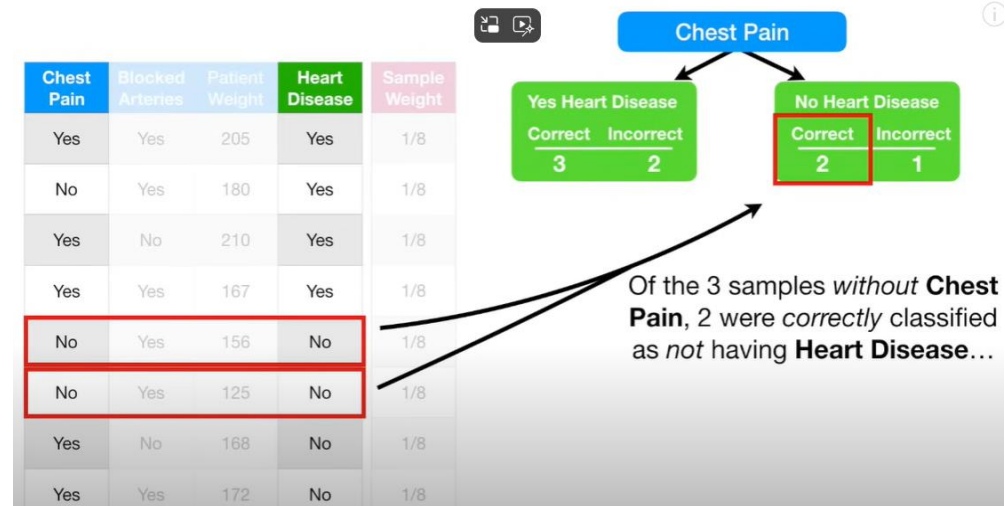 Chest Pain
Chest Pain Blocked Arteries Patient Weight Heart Disease Sample Weight
Yes Yes 205 Yes 1/8
No Yes 180 Yes 1/8
Yes No 210 Yes 1/8
Yes Yes 167 Yes 1/8
No Yes 156 No 1/8
No Yes 125 No 1/8
Yes No 168 No 1/8
Yes Yes 172 No 1/8
Yes Heart Disease
Correct Incorrect
3 2
No Heart Disease
Correct Incorrect
2 1
Of the 3 samples without Chest
Pain, 2 were correctly classified
as not having Heart Disease…